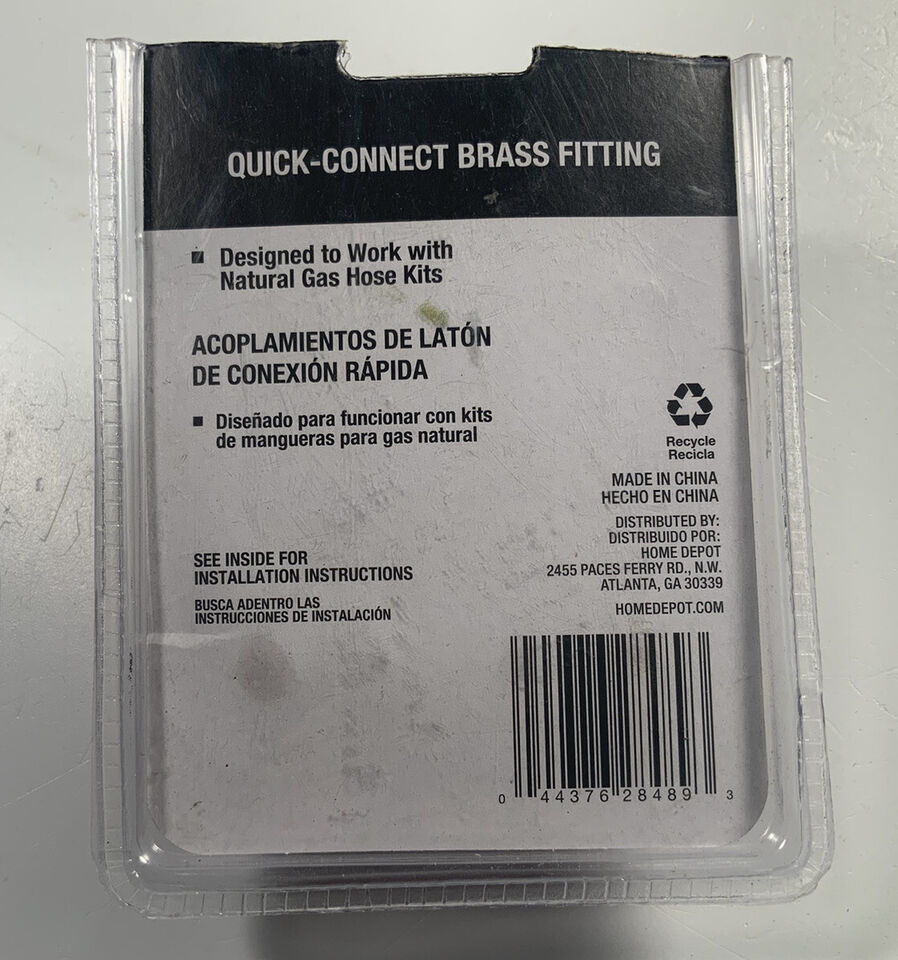 QUICK-CONNECT BRASS FITTING
Designed to Work with
Natural Gas Hose Kits
ACOPLAMIENTOS DE LATÓN
DE CONEXIÓN RÁPIDA
Diseñado para funcionar con kits
de mangueras para gas natural
Recycle
Recicla
MADE IN CHINA
HECHO EN CHINA
DISTRIBUTED BY:
DISTRIBUIDO POR:
HOME DEPOT
2455 PACES FERRY RD., N.W.
ATLANTA, GA 30339
HOMEDEPOT.COM
SEE INSIDE FOR
INSTALLATION INSTRUCTIONS
BUSCA ADENTRO LAS
INSTRUCCIONES DE INSTALACIÓN
0 44376 28489 3